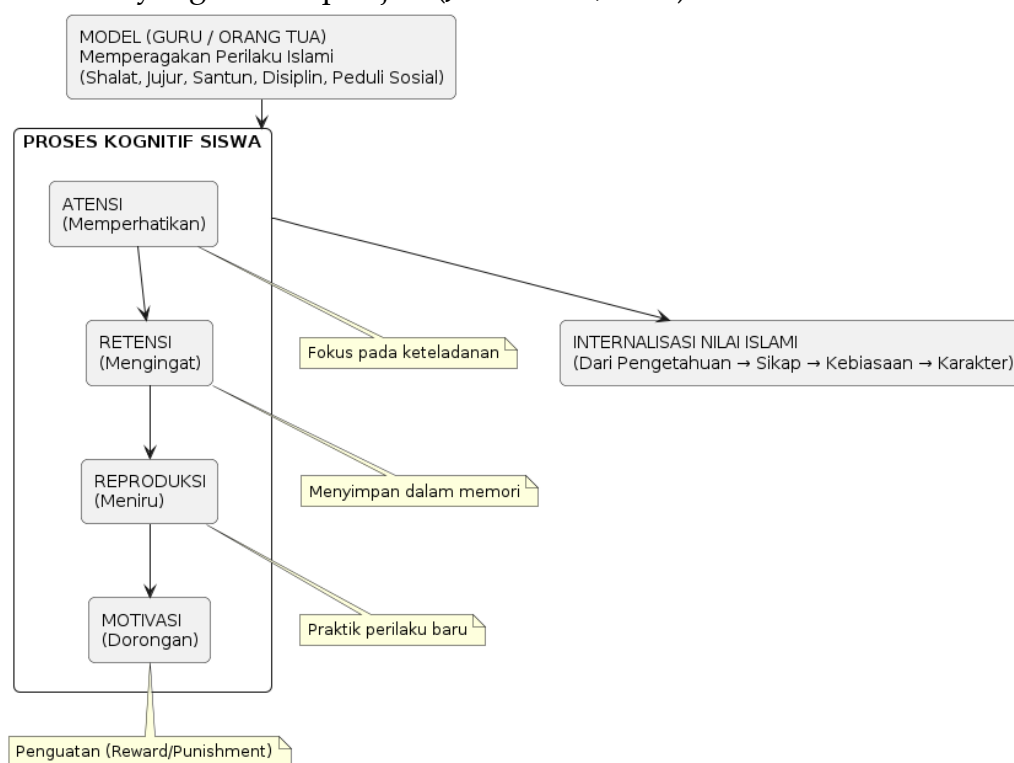 MODEL (GURU / ORANG TUA)
Memperagakan Perilaku Islami
(Shalat, Jujur, Santun, Disiplin, Peduli Sosial)
PROSES KOGNITIF SISWA
ATENSI
(Memperhatikan)
Fokus pada keteladanan
RETENSI
(Mengingat)
Menyimpan dalam memori
REPRODUKSI
(Meniru)
Praktik perilaku baru
MOTIVASI
(Dorongan)
Penguatan (Reward/Punishment)
INTERNALISASI NILAI ISLAMI
(Dari Pengetahuan → Sikap → Kebiasaan → Karakter)